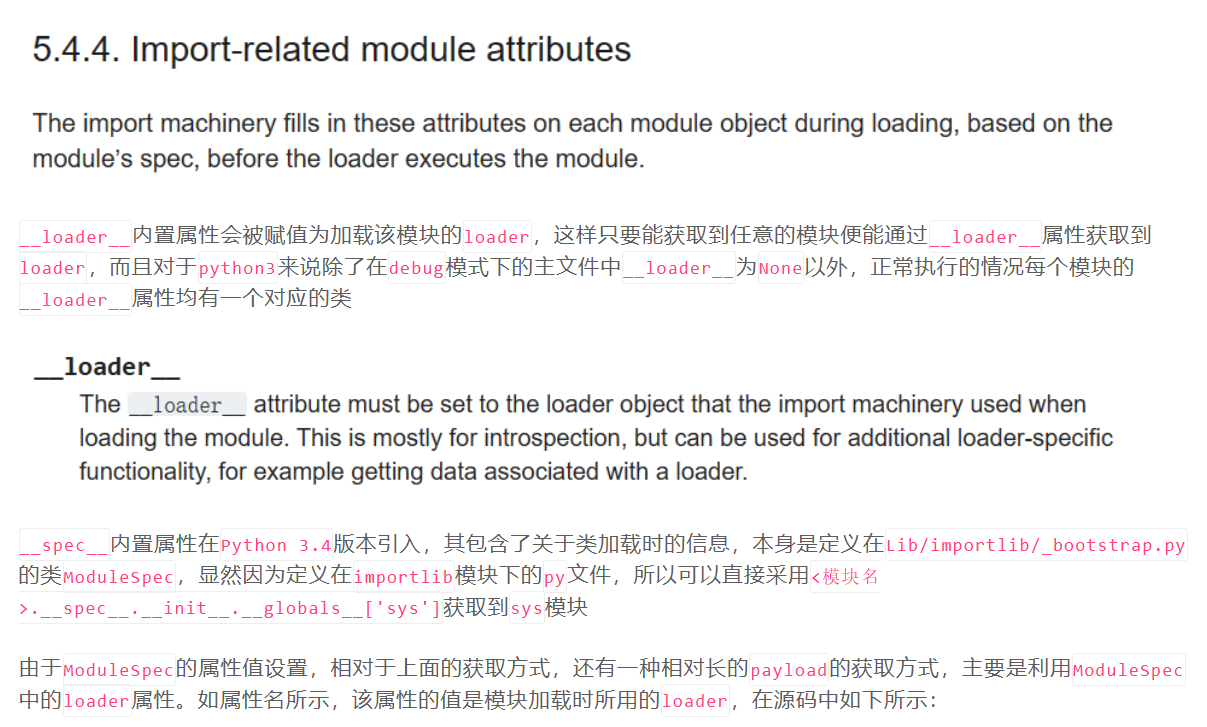 5.4.4. Import-related module attributes
The import machinery fills in these attributes on each module object during loading, based on the
module’s spec, before the loader executes the module.
__loader__内置属性会被赋值为加载该模块的loader，这样只要能获取到任意的模块便能通过__loader__属性获取到
loader，而且对于python3来说除了在debug模式下的主文件中__loader__为None以外，正常执行的情况每个模块的
__loader__属性均有一个对应的类
__loader__
The __loader__ attribute must be set to the loader object that the import machinery used when
loading the module. This is mostly for introspection, but can be used for additional loader-specific
functionality, for example getting data associated with a loader.
__spec__内置属性在Python 3.4版本引入，其包含了关于类加载时的信息，本身是定义在Lib/importlib/_bootstrap.py
的类ModuleSpec，显然因为定义在importlib模块下的py文件，所以可以直接采用<模块名
>.__spec__.__init__.__globals__['sys']获取到sys模块
由于ModuleSpec的属性值设置，相对于上面的获取方式，还有一种相对长的payload的获取方式，主要是利用ModuleSpec
中的loader属性。如属性名所示，该属性的值是模块加载时所用的loader，在源码中如下所示：